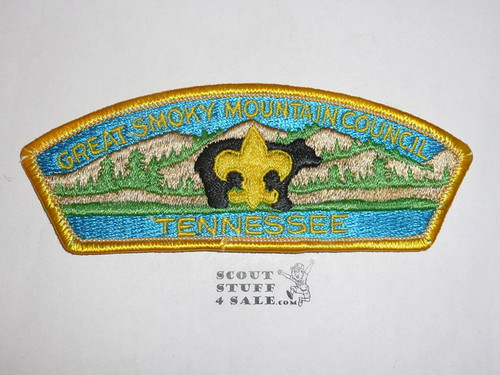 GREAT SMOKY MOUNTAIN COUNCIL
TENNESSEE
SCOUT
STUFF
4 SALE.com